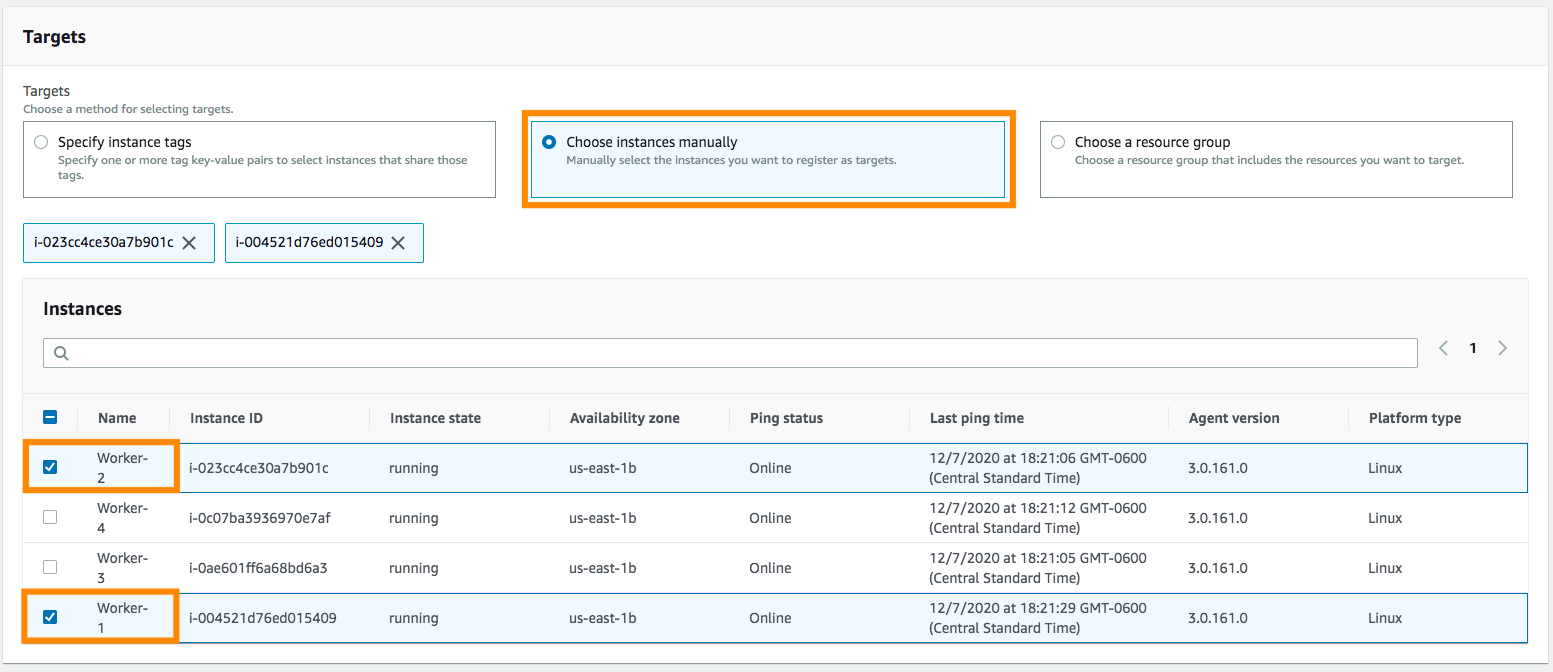 Targets
Targets
Choose a method for selecting targets.
Specify instance tags
Specify one or more tag key-value pairs to select instances that share those
tags.
Choose instances manually
Manually select the instances you want to register as targets.
Choose a resource group
Choose a resource group that includes the resources you want to target.
i-023cc4ce30a7b901c i-004521d76ed015409
Instances
1
Name Instance ID Instance state Availability zone Ping status Last ping time Agent version Platform type
Worker-
2
i-023cc4ce30a7b901c running us-east-1b Online
12/7/2020 at 18:21:06 GMT-0600
(Central Standard Time)
3.0.161.0 Linux
Worker-
4
i-0c07ba3936970e7af running us-east-1b Online
12/7/2020 at 18:21:12 GMT-0600
(Central Standard Time)
3.0.161.0 Linux
Worker-
3
i-0ae601ff6a68bd6a3 running us-east-1b Online
12/7/2020 at 18:21:05 GMT-0600
(Central Standard Time)
3.0.161.0 Linux
Worker-
1
i-004521d76ed015409 running us-east-1b Online
12/7/2020 at 18:21:29 GMT-0600
(Central Standard Time)
3.0.161.0 Linux